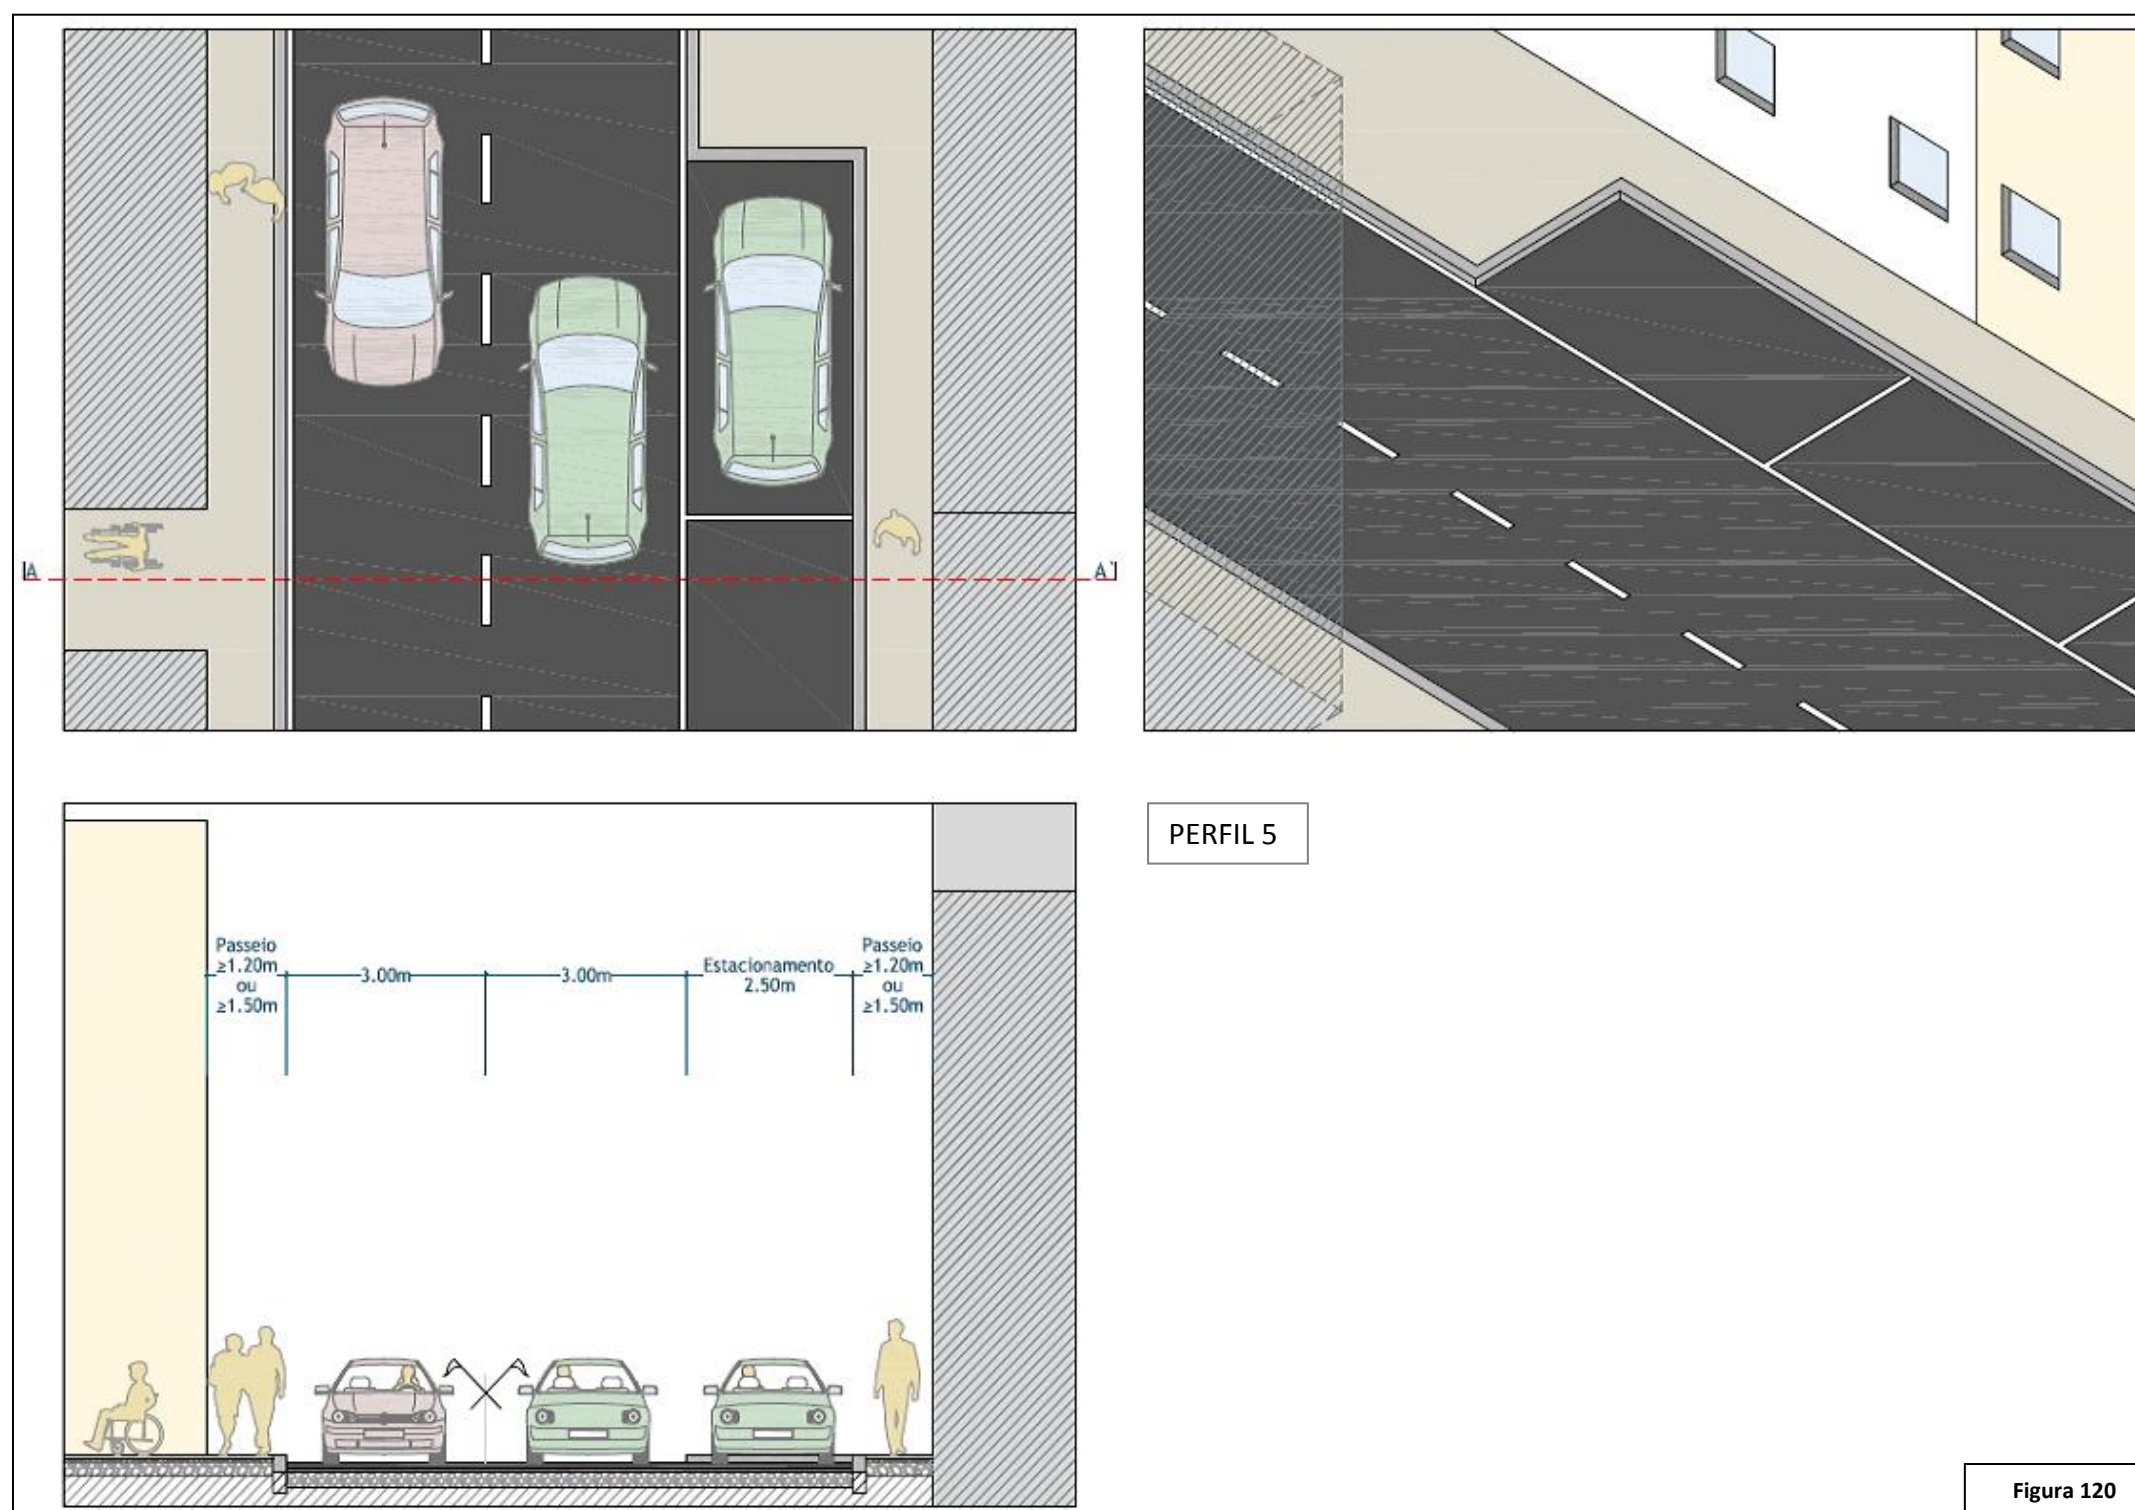 A
A'
PERFIL 5
Passeio
≥1.20m
ou
≥1.50m
3.00m
3.00m
Estacionamento
2.50m
Passeio
≥1.20m
ou
≥1.50m
Figura 120